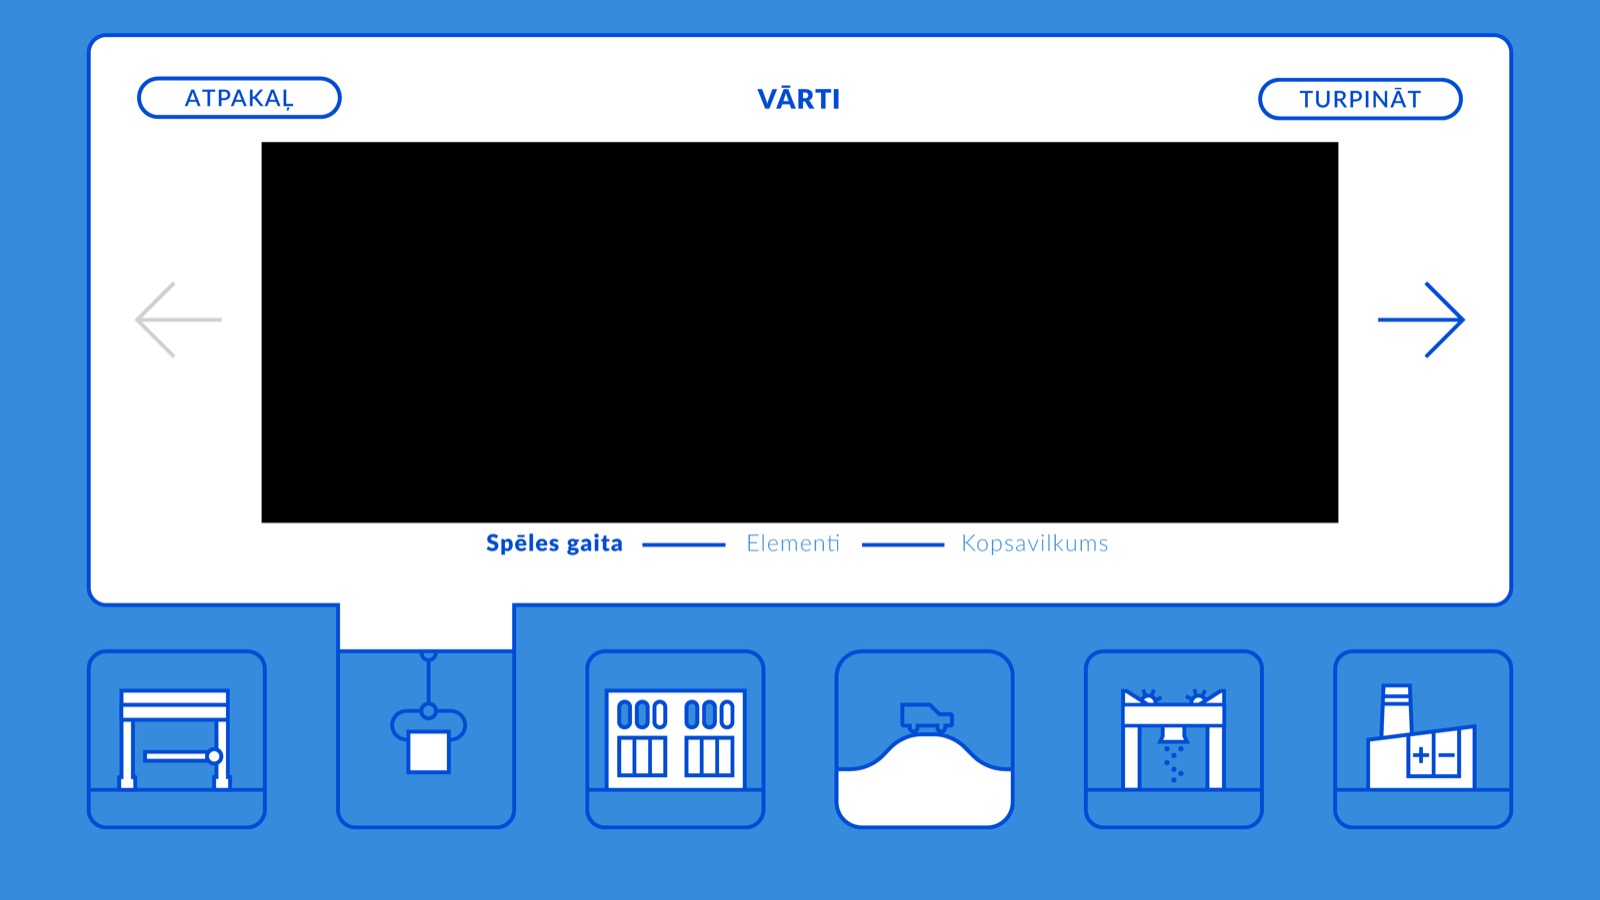 ATPAKAĻ
VĀRTI
TURPINĀT
Spēles gaita
Elementi
Kopsavilkums